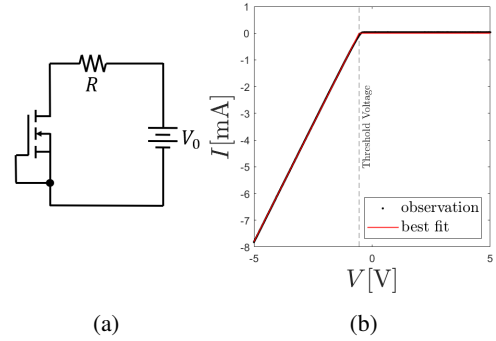 R
V₀
(a)
1
0
-1
-2
-3
-4
-5
-6
-7
-8
I [mA]
Threshold Voltage
observation
best fit
-5
0
5
V [V]
(b)